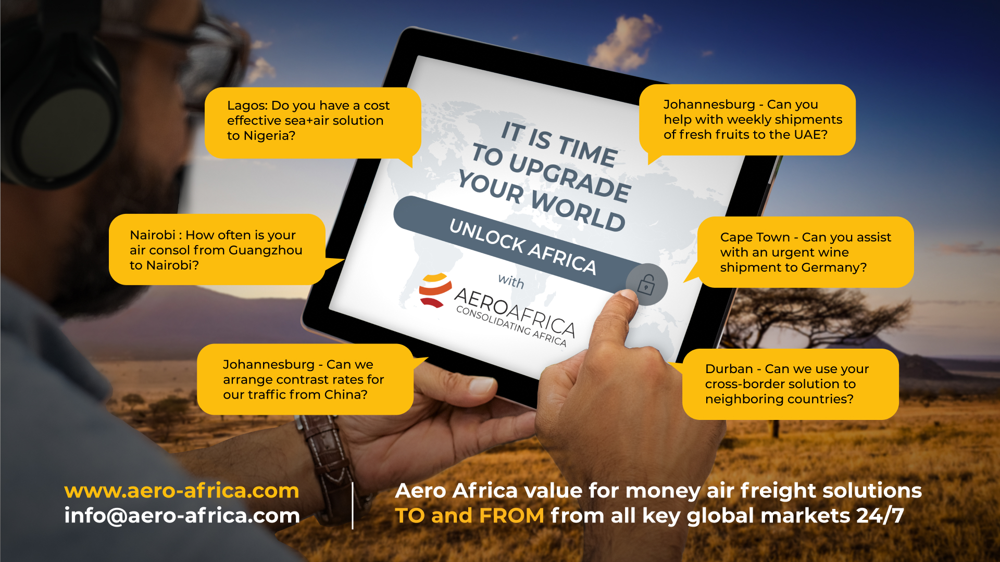 Lagos: Do you have a cost
effective sea+air solution
to Nigeria?
Johannesburg - Can you
help with weekly shipments
of fresh fruits to the UAE?
IT IS TIME
TO UPGRADE
YOUR WORLD
UNLOCK AFRICA
with
AEROAFRICA
CONSOLIDATING AFRICA
Nairobi : How often is your
air consol from Guangzhou
to Nairobi?
Cape Town - Can you assist
with an urgent wine
shipment to Germany?
Johannesburg - Can we
arrange contrast rates for
our traffic from China?
Durban - Can we use your
cross-border solution to
neighboring countries?
www.aero-africa.com
info@aero-africa.com
Aero Africa value for money air freight solutions
TO and FROM from all key global markets 24/7